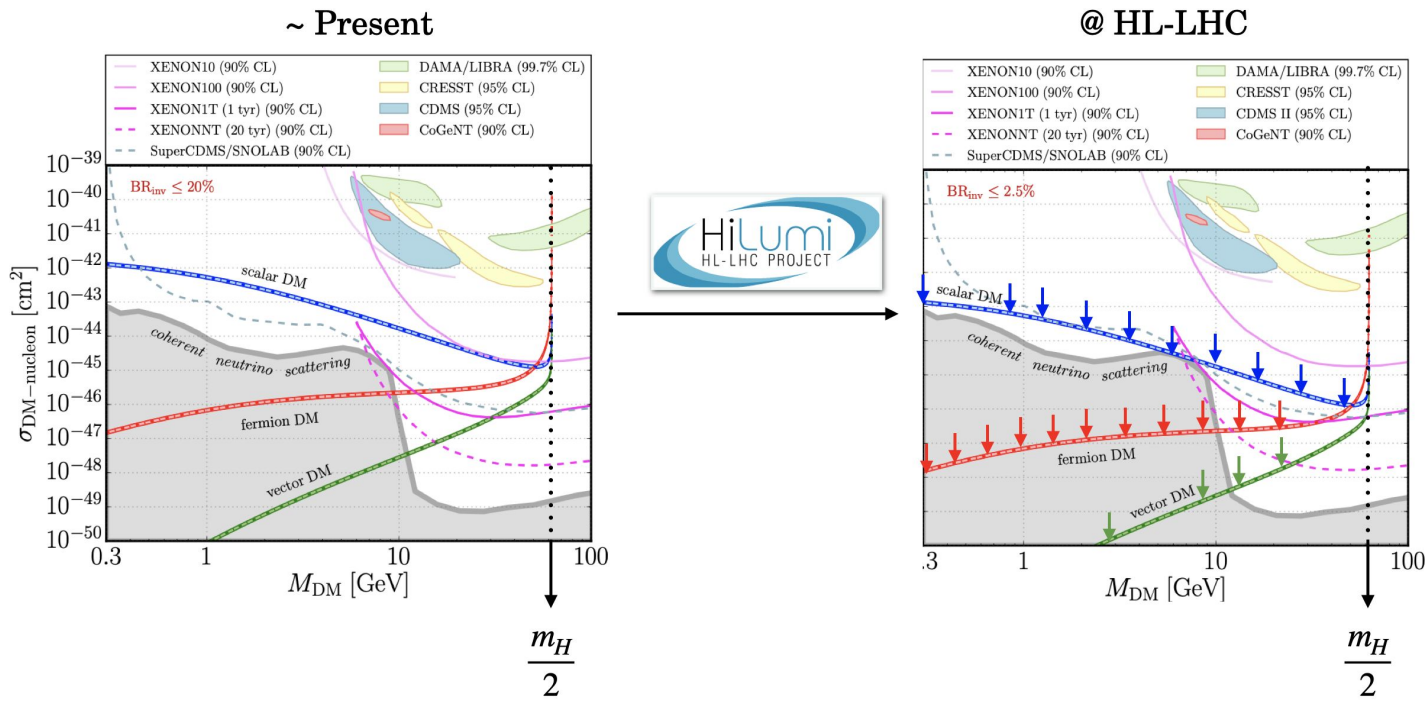 ~ Present
XENON10 (90% CL)
XENON100 (90% CL)
XENON1T (1 tyr) (90% CL)
XENONNT (20 tyr) (90% CL)
SuperCDMS/SNOLAB (90% CL)
DAMA/LIBRA (99.7% CL)
CRESST (95% CL)
CDMS (95% CL)
CoGeNT (90% CL)
BR_inv ≤ 20%
10^−39
10^−40
10^−41
10^−42
10^−43
10^−44
10^−45
10^−46
10^−47
10^−48
10^−49
10^−50
σ_DM−nucleon [cm^2]
scalar DM
coherent neutrino scattering
fermion DM
vector DM
0.3 1 10 100
M_DM [GeV]
m_H
2
HiLumi
HL-LHC PROJECT
@ HL-LHC
XENON10 (90% CL)
XENON100 (90% CL)
XENON1T (1 tyr) (90% CL)
XENONNT (20 tyr) (90% CL)
SuperCDMS/SNOLAB (90% CL)
DAMA/LIBRA (99.7% CL)
CRESST (95% CL)
CDMS II (95% CL)
CoGeNT (90% CL)
BR_inv ≤ 2.5%
scalar DM
coherent neutrino scattering
fermion DM
vector DM
.3 1 10 100
M_DM [GeV]
m_H
2